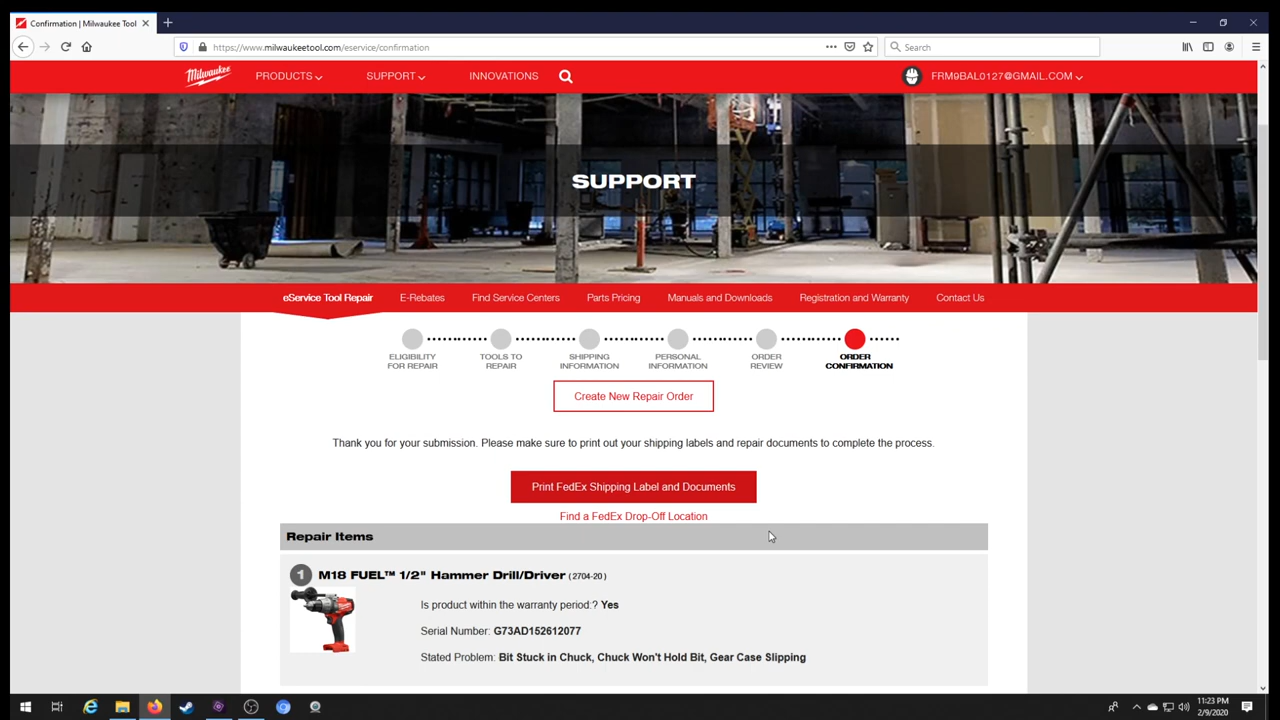 Confirmation | Milwaukee Tool
https://www.milwaukeetool.com/eservice/confirmation
Search
Milwaukee
PRODUCTS
SUPPORT
INNOVATIONS
FRM9BAL0127@GMAIL.COM
SUPPORT
eService Tool Repair
E-Rebates
Find Service Centers
Parts Pricing
Manuals and Downloads
Registration and Warranty
Contact Us
ELIGIBILITY
FOR REPAIR
TOOLS TO
REPAIR
SHIPPING
INFORMATION
PERSONAL
INFORMATION
ORDER
REVIEW
ORDER
CONFIRMATION
Create New Repair Order
Thank you for your submission. Please make sure to print out your shipping labels and repair documents to complete the process.
Print FedEx Shipping Label and Documents
Find a FedEx Drop-Off Location
Repair Items
1 M18 FUEL™ 1/2" Hammer Drill/Driver (2704-20 )
Is product within the warranty period:? Yes
Serial Number: G73AD152612077
Stated Problem: Bit Stuck in Chuck, Chuck Won't Hold Bit, Gear Case Slipping
11:23 PM
2/9/2020